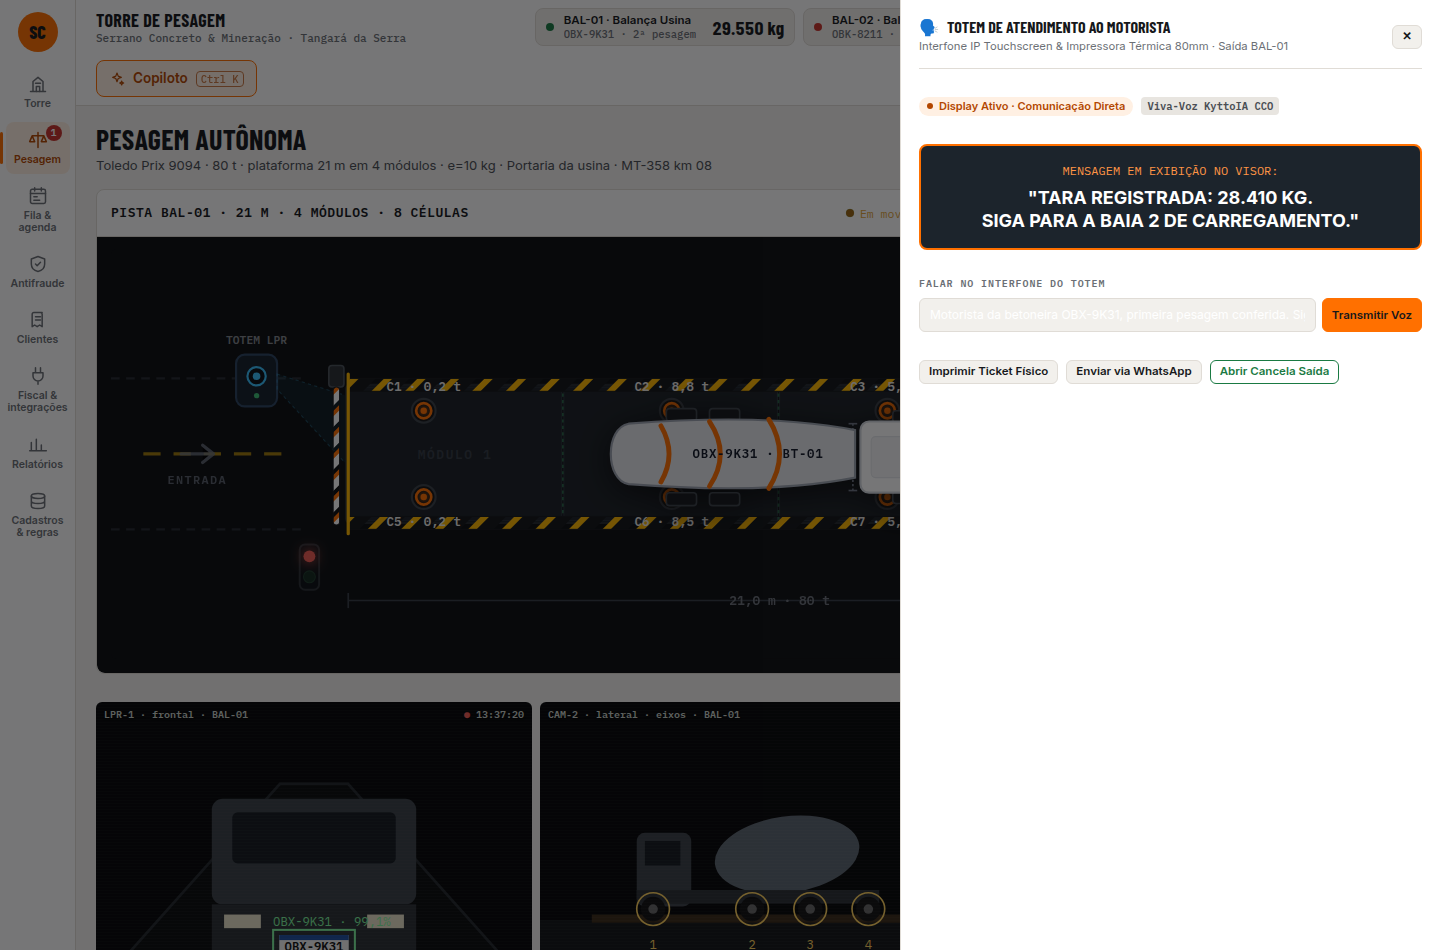 SC
Torre
1
Pesagem
Fila &
agenda
Antifraude
Clientes
Fiscal &
integrações
Relatórios
Cadastros
& regras
TORRE DE PESAGEM
Serrano Concreto & Mineração · Tangará da Serra
BAL-01 · Balança Usina
OBX-9K31 · 2ª pesagem
29.550 kg
BAL-02 · Bal
OBK-8211 ·
Copiloto Ctrl K
PESAGEM AUTÔNOMA
Toledo Prix 9094 · 80 t · plataforma 21 m em 4 módulos · e=10 kg · Portaria da usina · MT-358 km 08
PISTA BAL-01 · 21 M · 4 MÓDULOS · 8 CÉLULAS
Em mov
TOTEM LPR
C1 · 0,2 t
C2 · 8,8 t
C3 · 5,
MÓDULO 1
OBX-9K31 · BT-01
ENTRADA
C5 · 0,2 t
C6 · 8,5 t
C7 · 5,
21,0 m · 80 t
LPR-1 · frontal · BAL-01
13:37:20
OBX-9K31 · 99
OBX-9K31
CAM-2 · lateral · eixos · BAL-01
1
2
3
4
🗣️ TOTEM DE ATENDIMENTO AO MOTORISTA
Interfone IP Touchscreen & Impressora Térmica 80mm · Saída BAL-01
✕
Display Ativo · Comunicação Direta
Viva-Voz KyttoIA CCO
MENSAGEM EM EXIBIÇÃO NO VISOR:
"TARA REGISTRADA: 28.410 KG.
SIGA PARA A BAIA 2 DE CARREGAMENTO."
FALAR NO INTERFONE DO TOTEM
Motorista da betoneira OBX-9K31, primeira pesagem conferida. Si
Transmitir Voz
Imprimir Ticket Físico
Enviar via WhatsApp
Abrir Cancela Saída